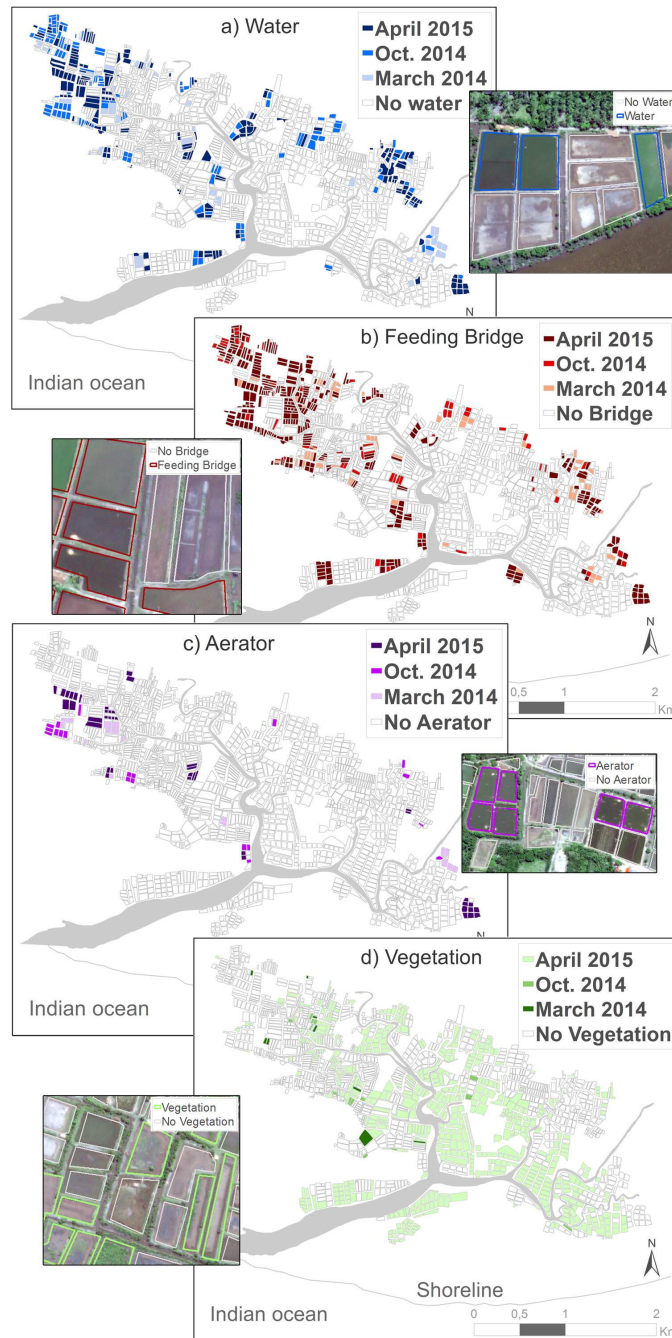 a) Water
April 2015
Oct. 2014
March 2014
No water
No Water
Water
N
Indian ocean
b) Feeding Bridge
April 2015
Oct. 2014
March 2014
No Bridge
No Bridge
Feeding Bridge
N
0 0,5 1 2
Km
c) Aerator
April 2015
Oct. 2014
March 2014
No Aerator
Aerator
No Aerator
N
Indian ocean
d) Vegetation
April 2015
Oct. 2014
March 2014
No Vegetation
Vegetation
No Vegetation
N
Shoreline
Indian ocean
0 0,5 1 2
Km